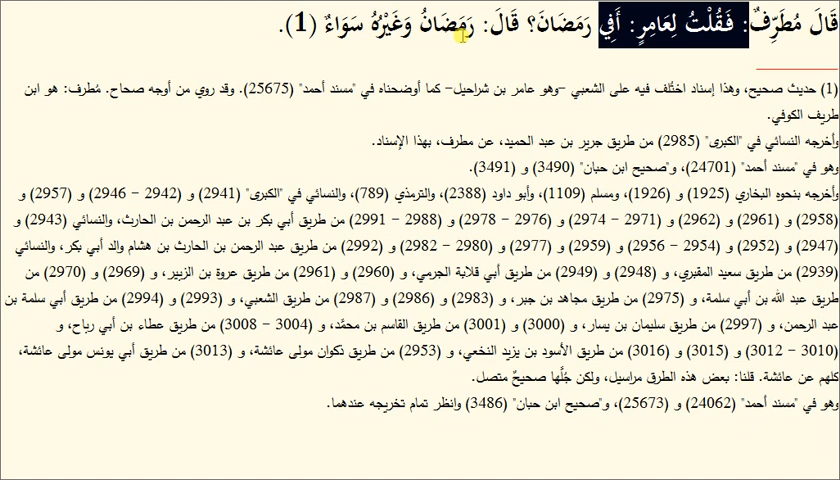 قَالَ مُطَرِّفٌ: فَقُلْتُ لِعَامِرٍ: أَفِي رَمَضَانَ؟ قَالَ: رَمَضَانُ وَغَيْرُهُ سَوَاءٌ (1).
(1) حديث صحيح، وهذا إسناد اختُلف فيه على الشعبي -وهو عامر بن شراحيل- كما أوضحناه في "مسند أحمد" (25675). وقد روي من أوجه صحاح. مُطرف: هو ابن
طريف الكوفي.
وأخرجه النسائي في "الكبرى" (2985) من طريق جرير بن عبد الحميد، عن مطرف، بهذا الإسناد.
وهو في "مسند أحمد" (24701)، و"صحيح ابن حبان" (3490) و (3491).
وأخرجه بنحوه البخاري (1925) و (1926)، ومسلم (1109)، وأبو داود (2388)، والترمذي (789)، والنسائي في "الكبرى" (2941) و (2942 - 2946) و (2957) و
(2958) و (2961) و (2962) و (2971 - 2974) و (2976 - 2978) و (2988 - 2991) من طريق أبي بكر بن عبد الرحمن بن الحارث، والنسائي (2943) و
(2947) و (2952) و (2954 - 2956) و (2959) و (2977) و (2980 - 2982) و (2992) من طريق عبد الرحمن بن الحارث بن هشام والد أبي بكر، والنسائي
(2939) من طريق سعيد المقبري، و (2948) و (2949) من طريق أبي قلابة الجرمي، و (2960) و (2961) من طريق عروة بن الزبير، و (2969) و (2970) من
طريق عبد الله بن أبي سلمة، و (2975) من طريق مجاهد بن جبر، و (2983) و (2986) و (2987) من طريق الشعبي، و (2993) و (2994) من طريق أبي سلمة بن
عبد الرحمن، و (2997) من طريق سليمان بن يسار، و (3000) و (3001) من طريق القاسم بن محمَّد، و (3004 - 3008) من طريق عطاء بن أبي رباح، و
(3010 - 3012) و (3015) و (3016) من طريق الأسود بن يزيد النخعي، و (2953) من طريق ذكوان مولى عائشة، و (3013) من طريق أبي يونس مولى عائشة،
كلهم عن عائشة. قلنا: بعض هذه الطرق مراسيل، ولكن جُلَّها صحيحٌ متصل.
وهو في "مسند أحمد" (24062) و (25673)، و"صحيح ابن حبان" (3486) وانظر تمام تخريجه عندهما.